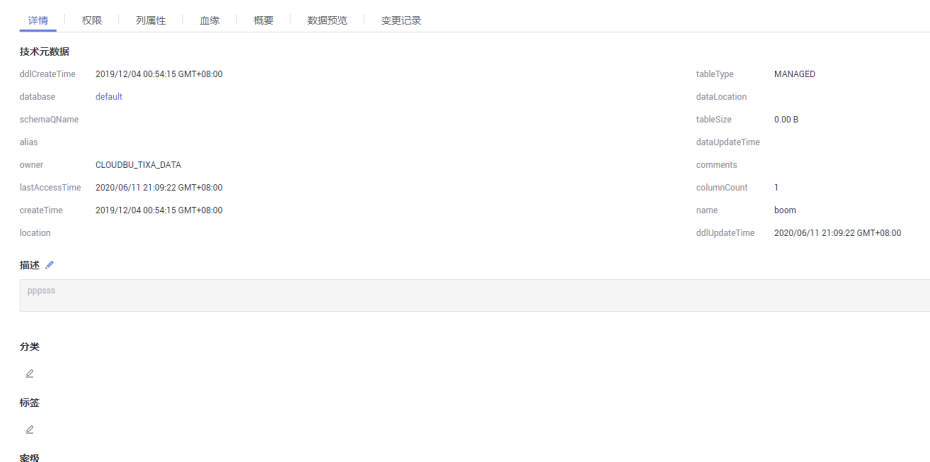 详情 权限 列属性 血缘 概要 数据预览 变更记录
技术元数据
ddlCreateTime 2019/12/04 00:54:15 GMT+08:00 tableType MANAGED
database default dataLocation
schemaQName tableSize 0.00 B
alias dataUpdateTime
owner CLOUDBU_TIXA_DATA comments
lastAccessTime 2020/06/11 21:09:22 GMT+08:00 columnCount 1
createTime 2019/12/04 00:54:15 GMT+08:00 name boom
location ddlUpdateTime 2020/06/11 21:09:22 GMT+08:00
描述
pppsss
分类
标签
密级